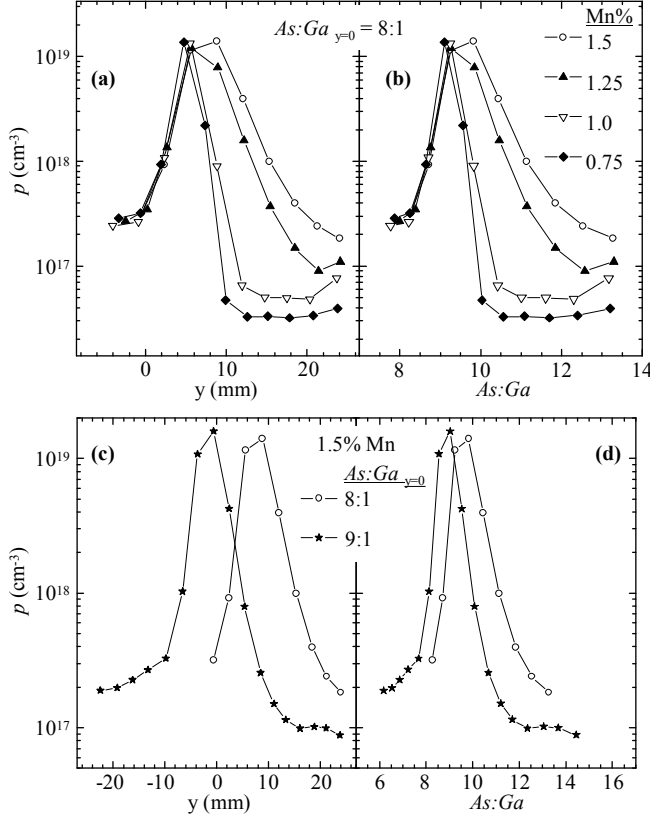 As:Ga y=0 = 8:1
Mn%
(a)
(b)
1.5
1.25
1.0
0.75
10^19
10^18
10^17
p (cm^-3)
0 10 20
8 10 12 14
y (mm)
As:Ga
(c)
1.5% Mn
(d)
As:Ga y=0
8:1
9:1
10^19
10^18
10^17
p (cm^-3)
-20 -10 0 10 20
6 8 10 12 14 16
y (mm)
As:Ga